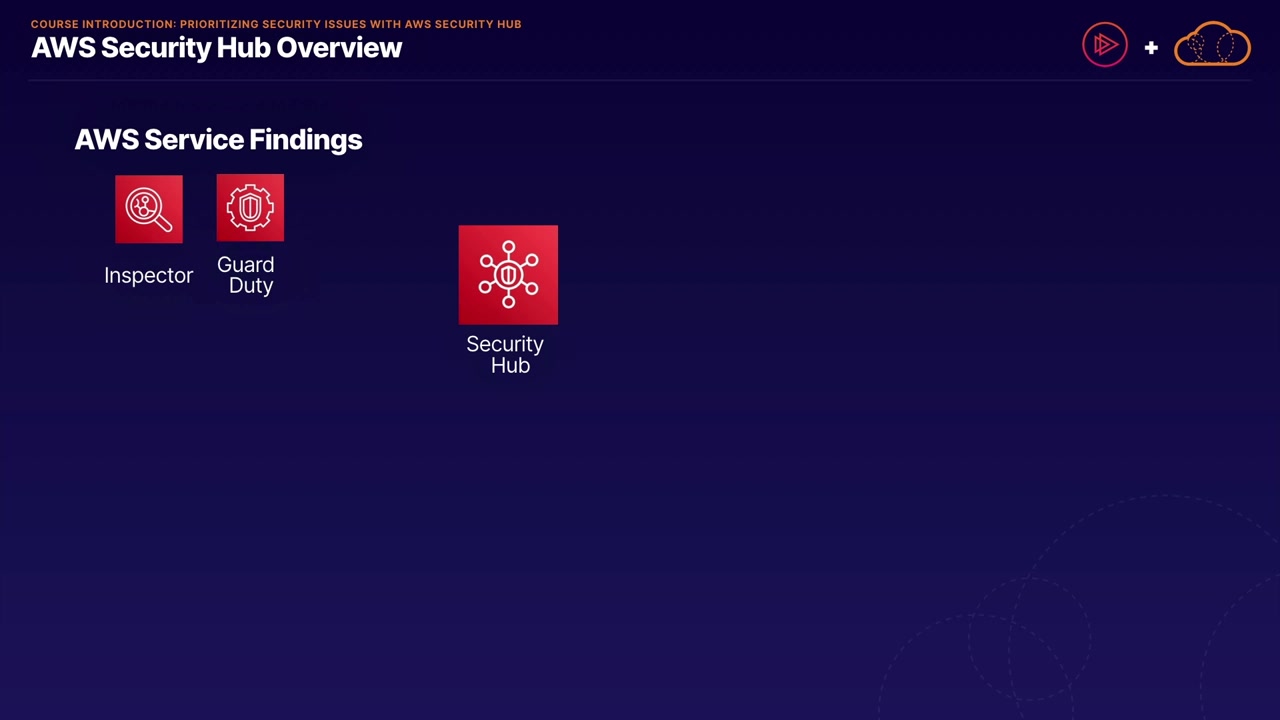 COURSE INTRODUCTION: PRIORITIZING SECURITY ISSUES WITH AWS SECURITY HUB
AWS Security Hub Overview
AWS Service Findings
Inspector
Guard
Duty
Security
Hub